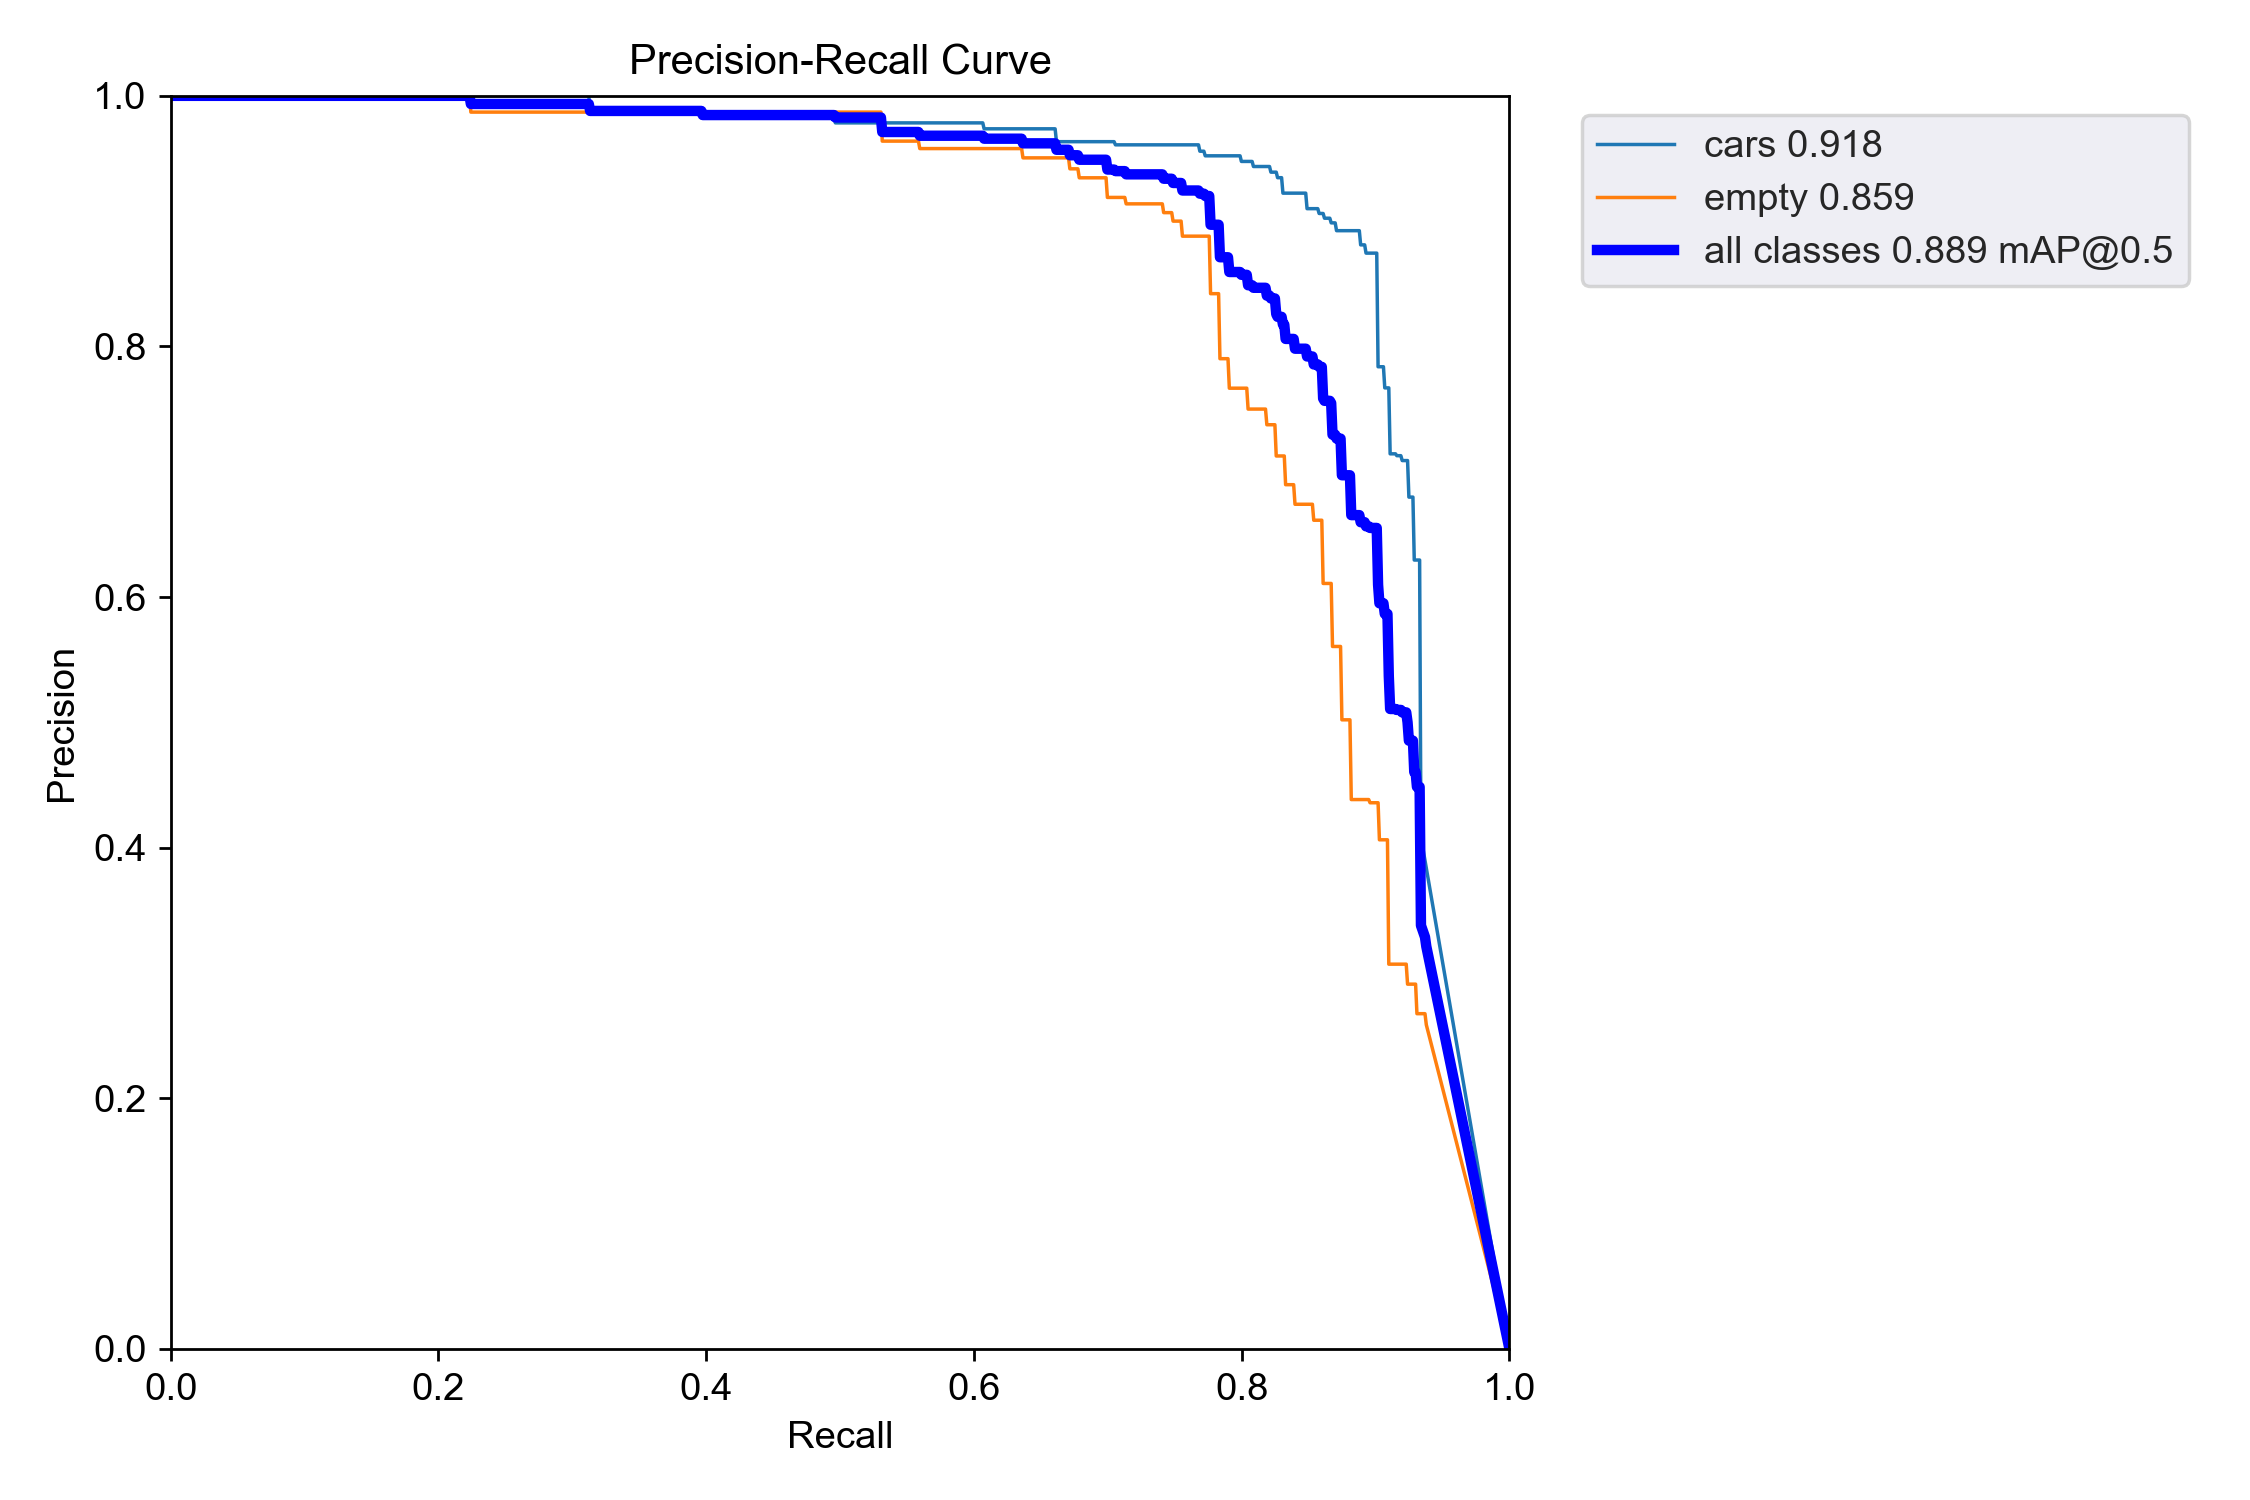 Precision-Recall Curve
1.0
0.8
0.6
0.4
0.2
0.0
Precision
0.0 0.2 0.4 0.6 0.8 1.0
Recall
cars 0.918
empty 0.859
all classes 0.889 mAP@0.5